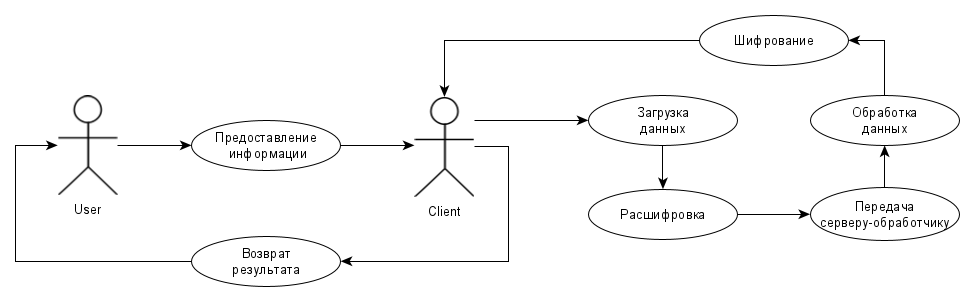 Шифрование
Загрузка
данных
Обработка
данных
Предоставление
информации
User
Client
Расшифровка
Передача
серверу-обработчику
Возврат
результата